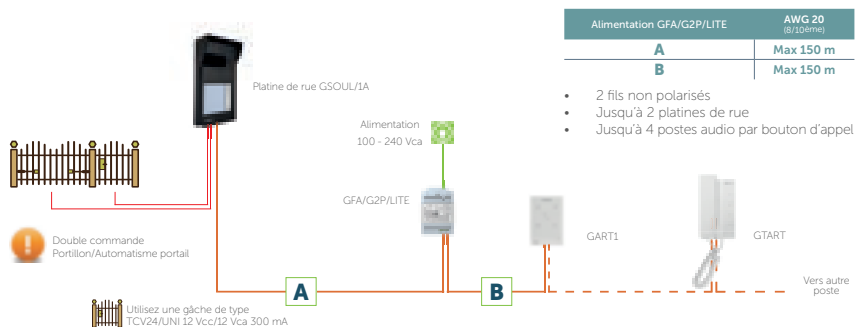 Alimentation GFA/G2P/LITE
AWG 20
(8/10ème)
A
Max 150 m
B
Max 150 m
• 2 fils non polarisés
• Jusqu'à 2 platines de rue
• Jusqu'à 4 postes audio par bouton d'appel
Platine de rue GSOUL/1A
Alimentation
100 - 240 Vca
GFA/G2P/LITE
GART1
GTART
Double commande
Portillon/Automatisme portail
A
B
Vers autre
poste
Utilisez une gâche de type
TCV24/UNI 12 Vcc/12 Vca 300 mA